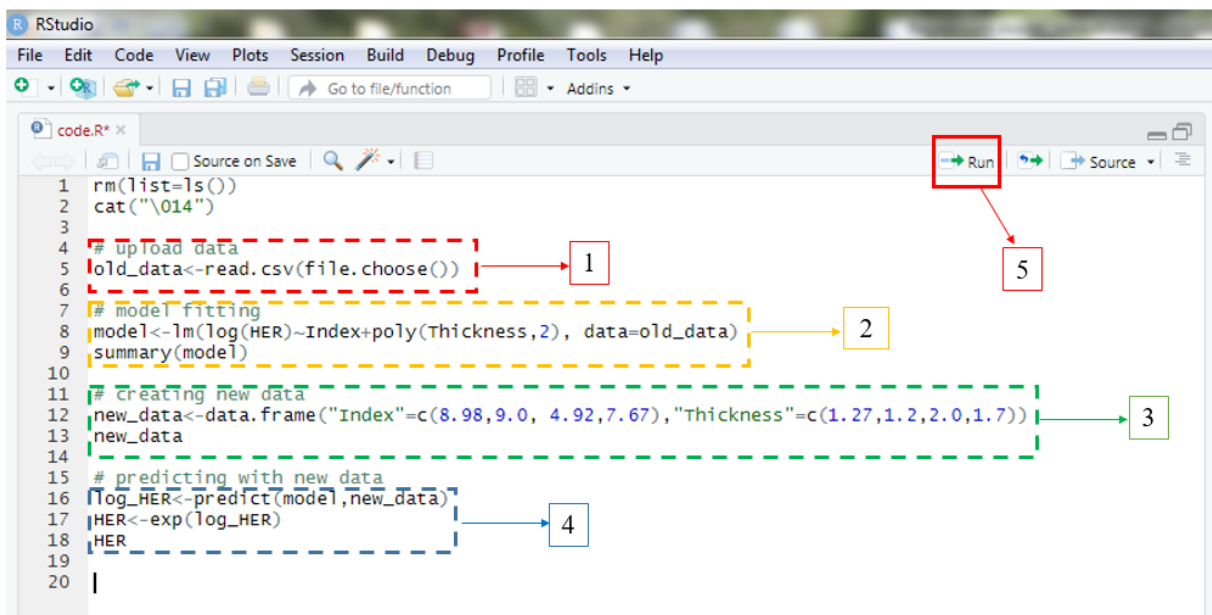 RStudio
File Edit Code View Plots Session Build Debug Profile Tools Help
Go to file/function Addins
code.R*
Source on Save Run Source
1 rm(list=ls())
2 cat("\014")
3
4 # upload data
5 old_data<-read.csv(file.choose()) 1
6
5
7 # model fitting
8 model<-lm(log(HER)~Index+poly(Thickness,2), data=old_data) 2
9 summary(model)
10
11 # creating new data
12 new_data<-data.frame("Index"=c(8.98,9.0, 4.92,7.67),"Thickness"=c(1.27,1.2,2.0,1.7)) 3
13 new_data
14
15 # predicting with new data
16 log_HER<-predict(model,new_data)
17 HER<-exp(log_HER) 4
18 HER
19
20